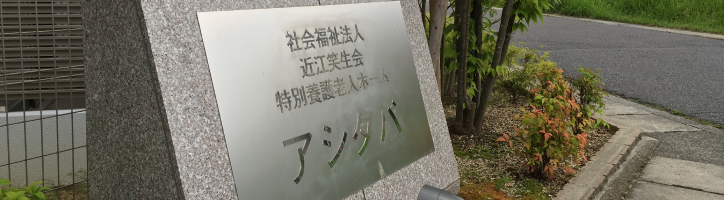 社会福祉法人
近江笑生会
特別養護老人ホーム
アシタバ